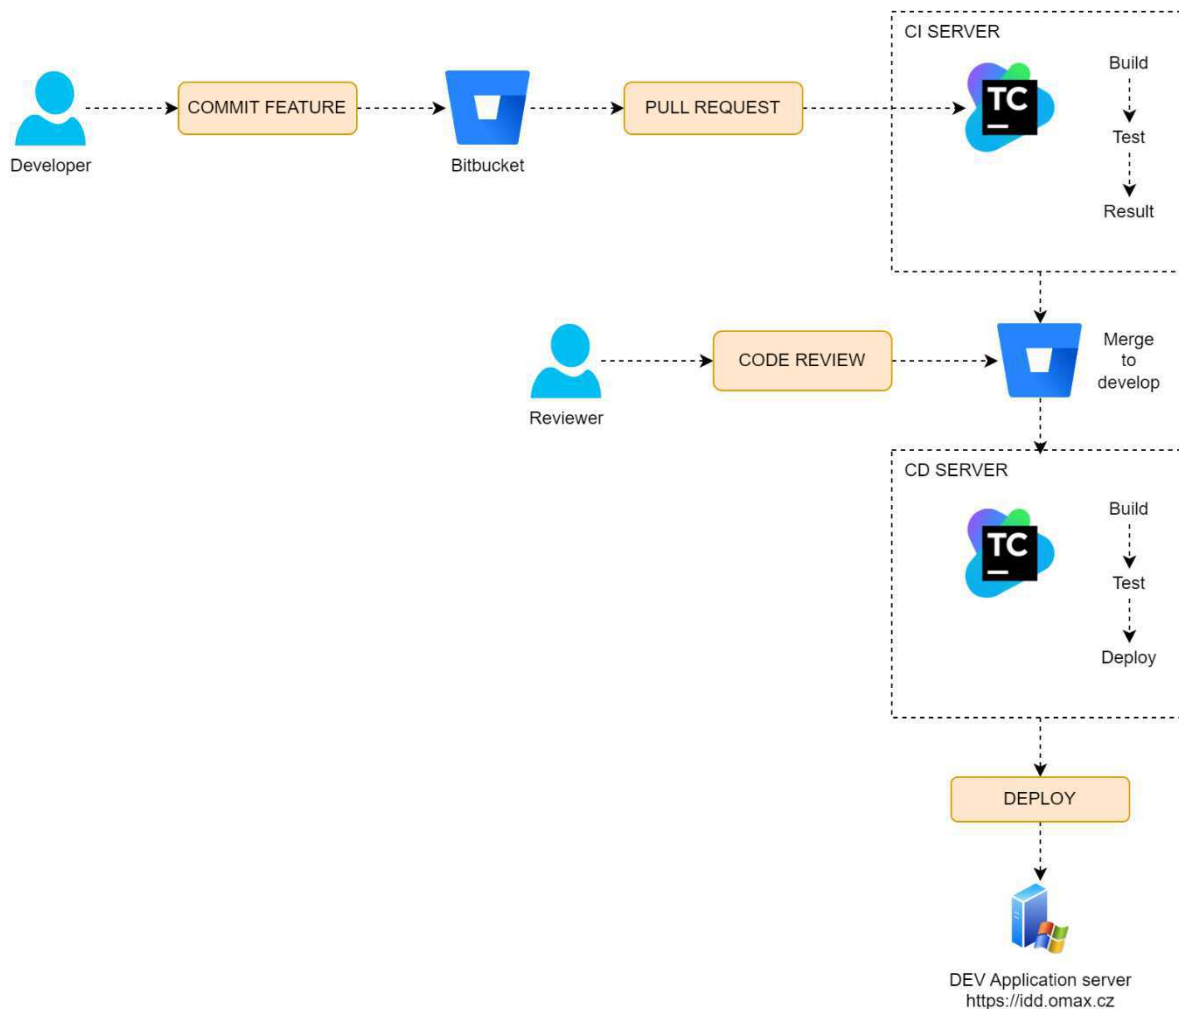 CI SERVER
TC
Build
COMMIT FEATURE
PULL REQUEST
Test
Developer
Bitbucket
Result
CODE REVIEW
Merge
to
develop
Reviewer
CD SERVER
TC
Build
Test
Deploy
DEPLOY
DEV Application server
https://idd.omax.cz